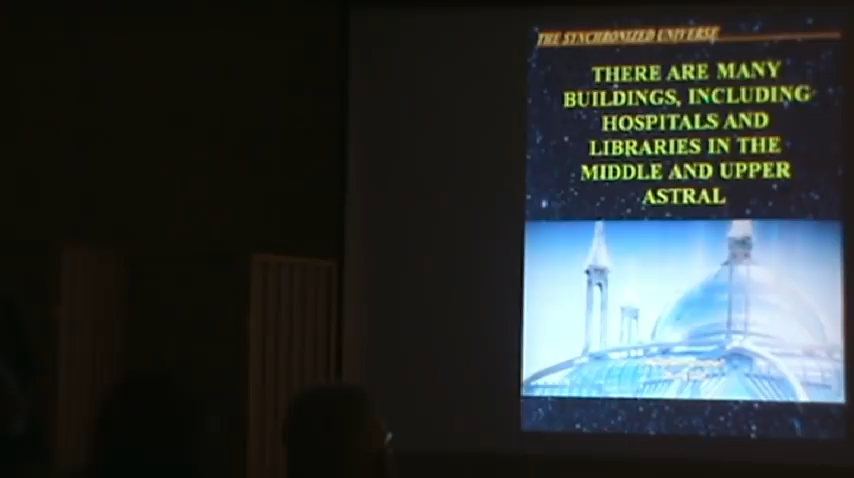 THE SYNCHRONIZED UNIVERSE
THERE ARE MANY
BUILDINGS, INCLUDING
HOSPITALS AND
LIBRARIES IN THE
MIDDLE AND UPPER
ASTRAL